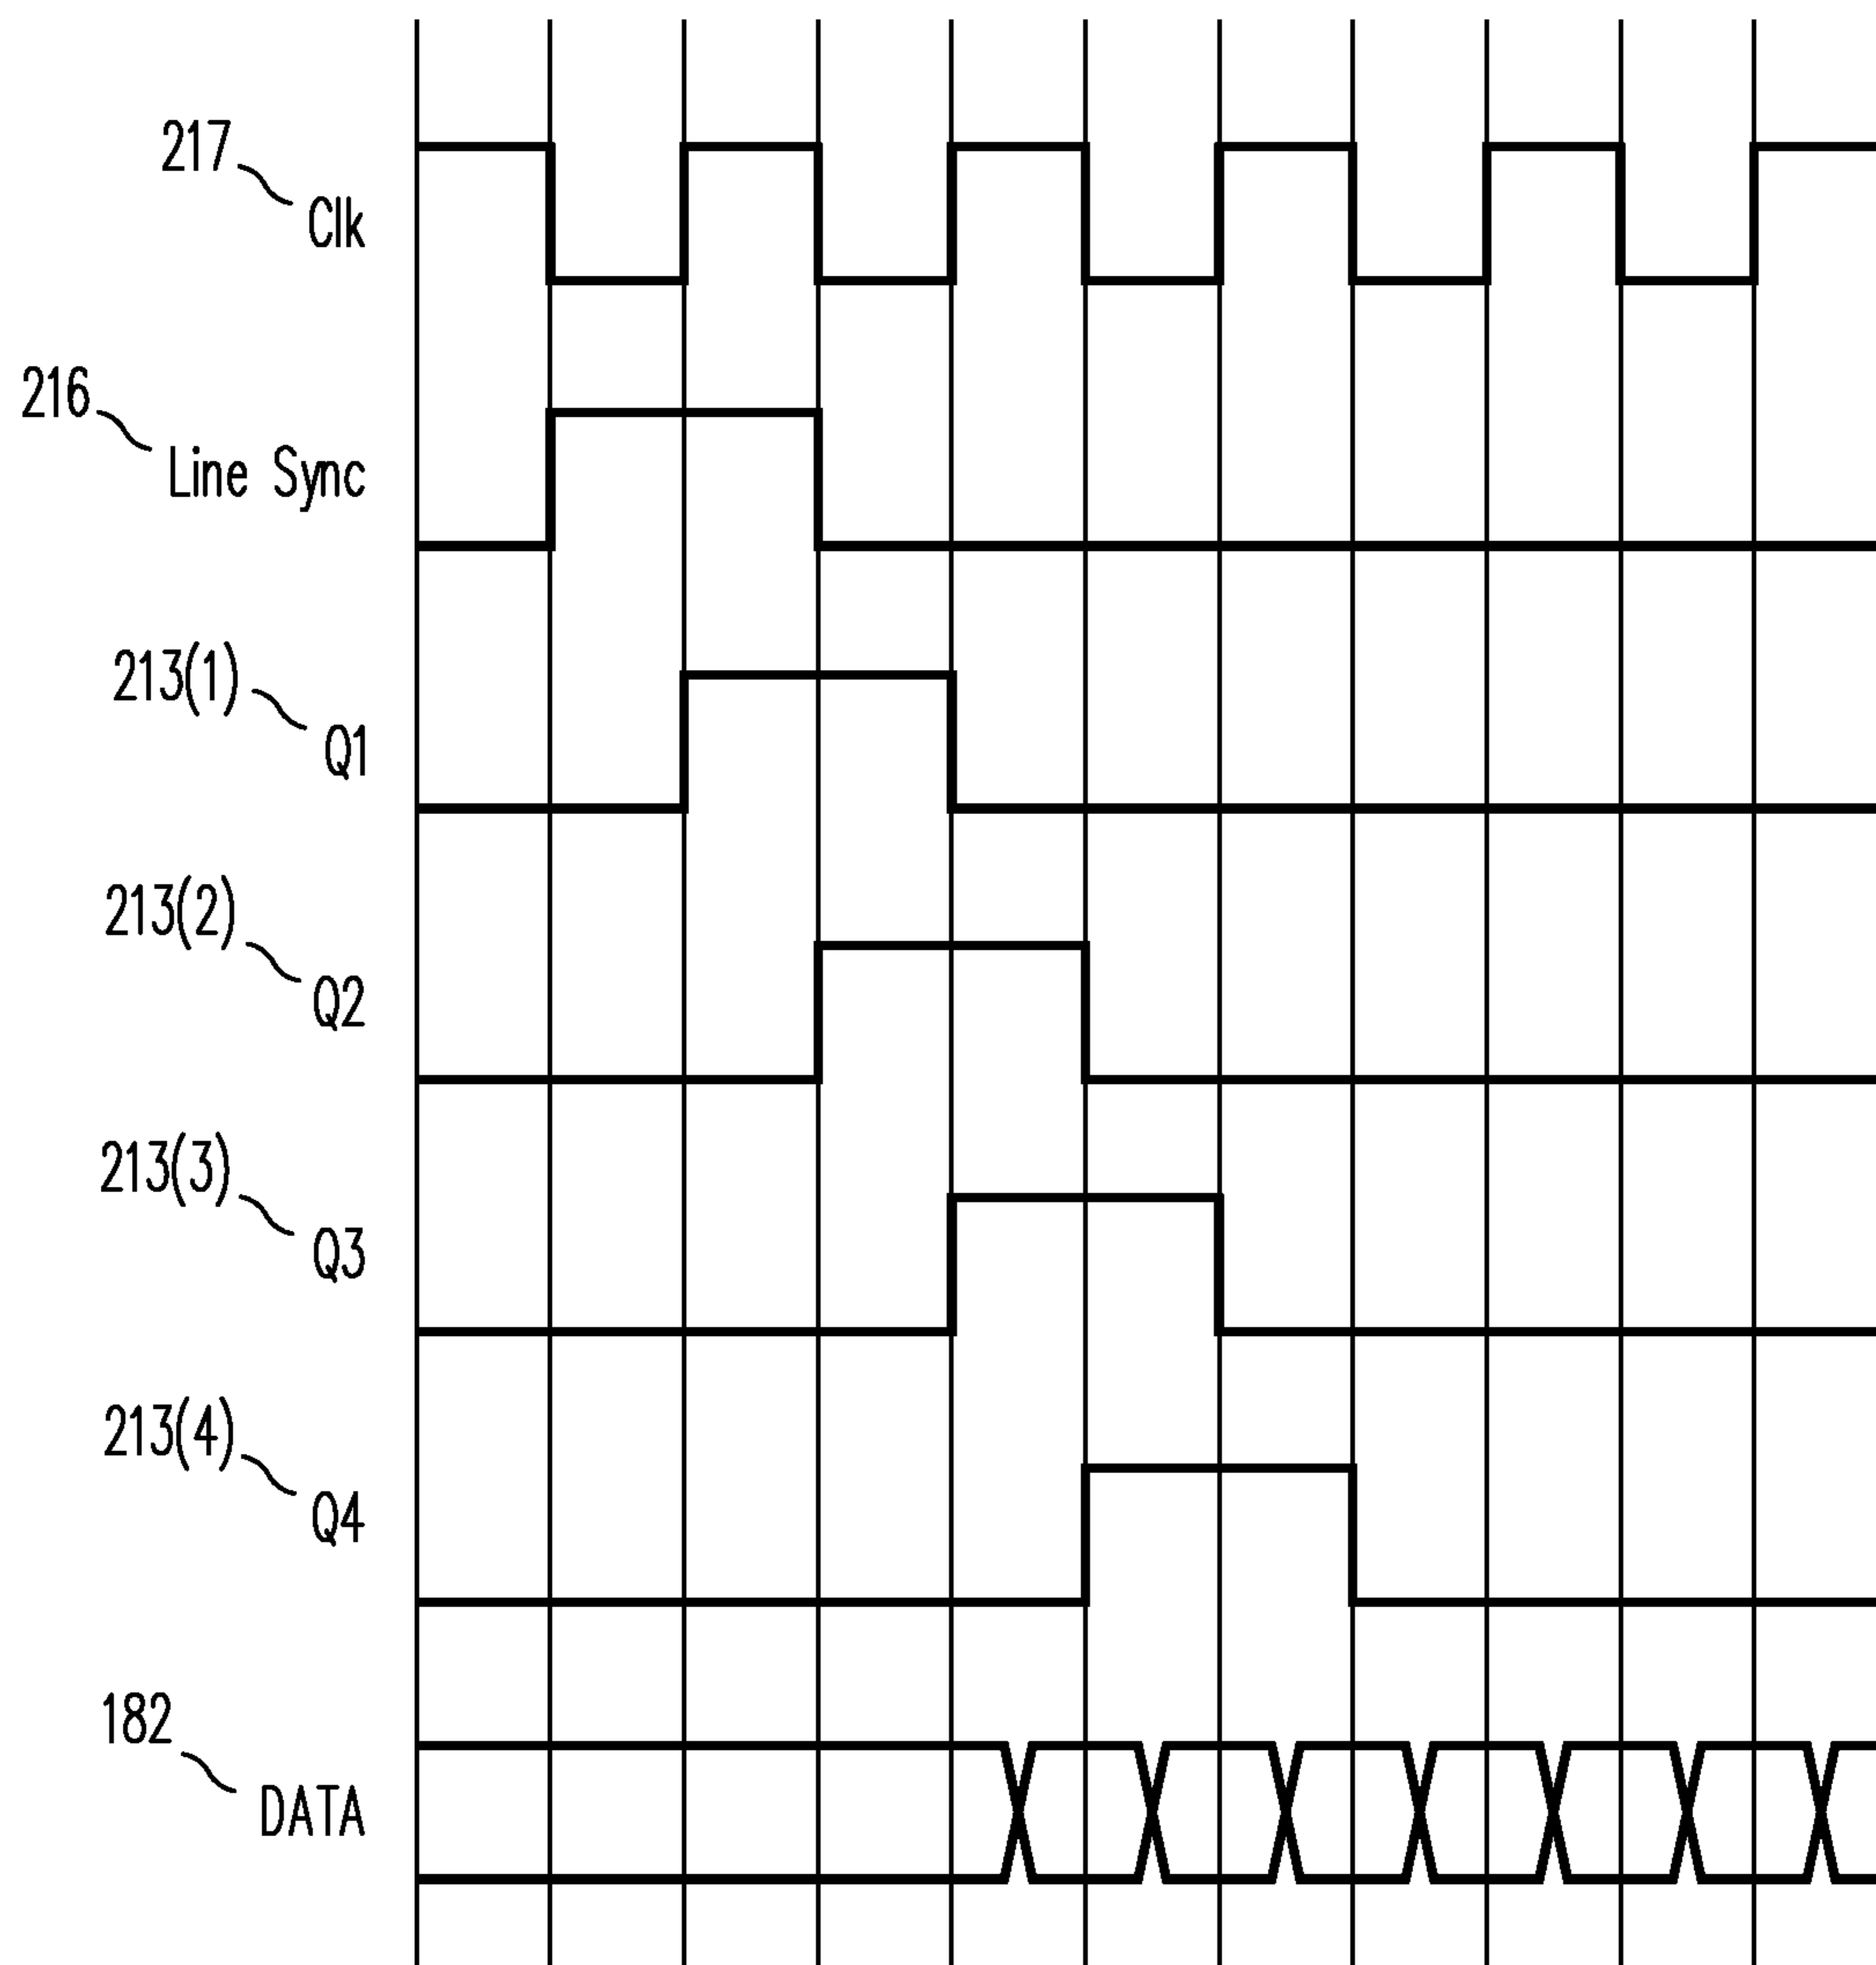 217
Clk
216
Line Sync
213(1)
Q1
213(2)
Q2
213(3)
Q3
213(4)
Q4
182
DATA